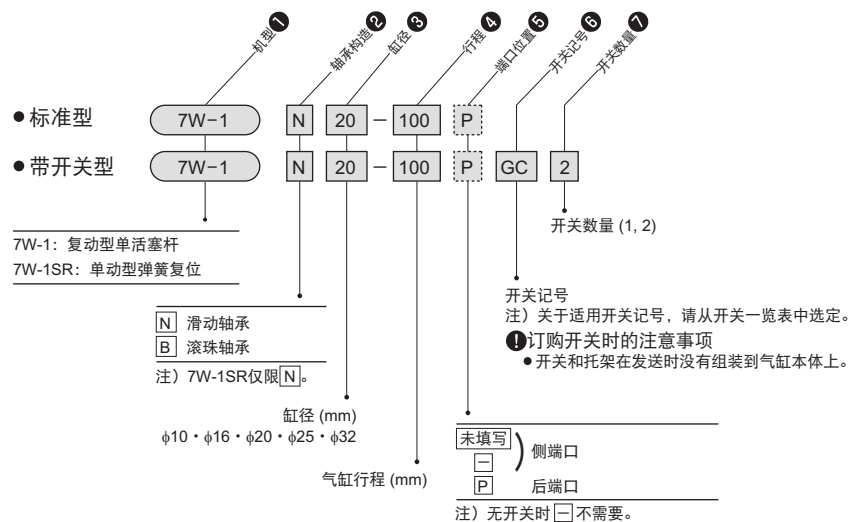 机型❶
轴承构造❷
缸径❸
行程❹
端口位置❺
开关记号❻
开关数量❼
●标准型 7W-1 N 20 － 100 P
●带开关型 7W-1 N 20 － 100 P GC 2
开关数量 (1, 2)
7W-1：复动型单活塞杆
7W-1SR：单动型弹簧复位
开关记号
注）关于适用开关记号，请从开关一览表中选定。
!订购开关时的注意事项
●开关和托架在发送时没有组装到气缸本体上。
N 滑动轴承
B 滚珠轴承
注）7W-1SR仅限N。
缸径 (mm)
ϕ10・ϕ16・ϕ20・ϕ25・ϕ32
气缸行程 (mm)
未填写
－
) 侧端口
P 后端口
注）无开关时－不需要。